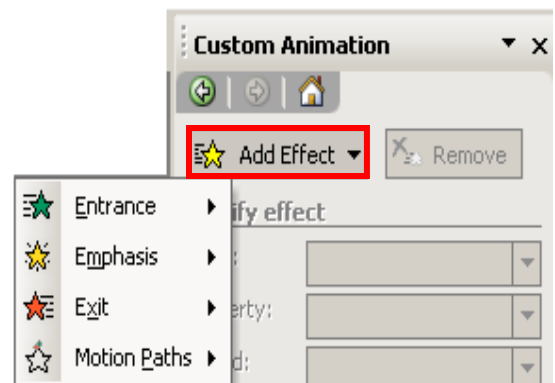 Custom Animation
Add Effect
Remove
Entrance
ify effect
Emphasis
:
Exit
erty:
Motion Paths
d: